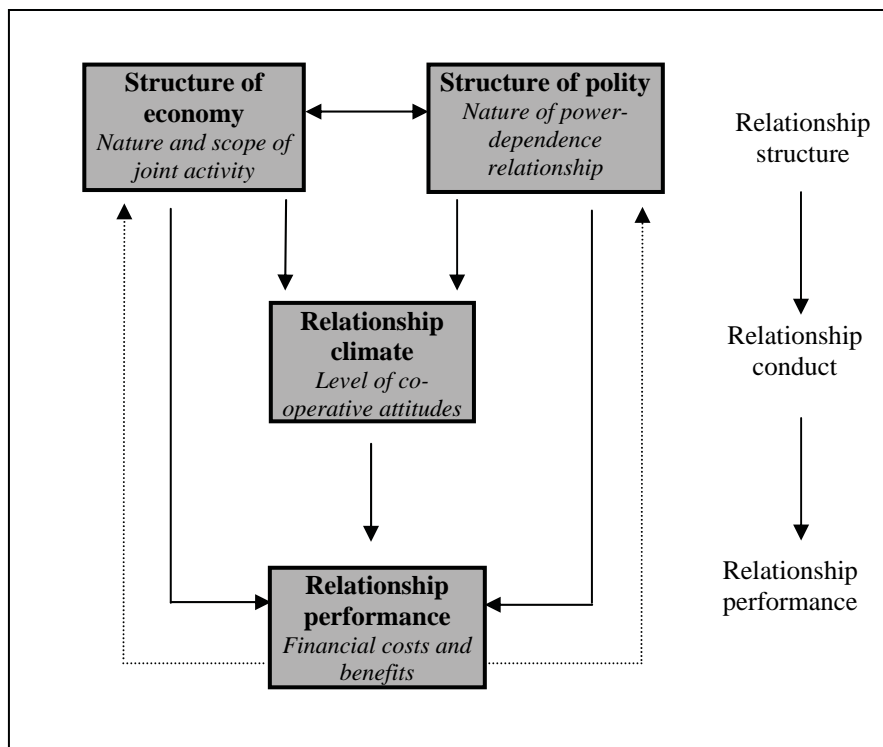 Structure of
economy
Nature and scope of
joint activity
Structure of polity
Nature of power-
dependence
relationship
Relationship
structure
Relationship
climate
Level of co-
operative attitudes
Relationship
conduct
Relationship
performance
Financial costs and
benefits
Relationship
performance